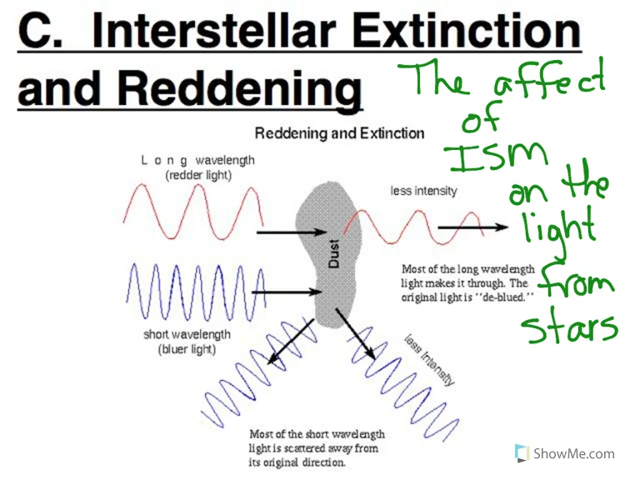 C. Interstellar Extinction
and Reddening
The affect
of
ISM
on the
light
from
stars
Reddening and Extinction
Long wavelength
(redder light)
less intensity
Dust
Most of the long wavelength
light makes it through. The
original light is "de-blued."
short wavelength
(bluer light)
less intensity
Most of the short wavelength
light is scattered away from
its original direction.
ShowMe.com